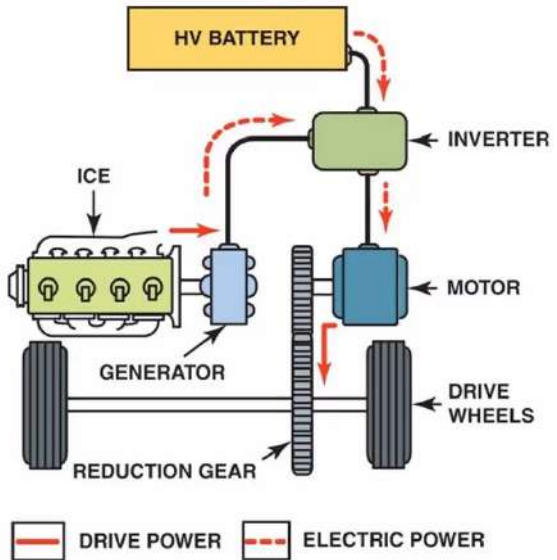 HV BATTERY
INVERTER
ICE
MOTOR
GENERATOR
DRIVE
WHEELS
REDUCTION GEAR
DRIVE POWER
ELECTRIC POWER